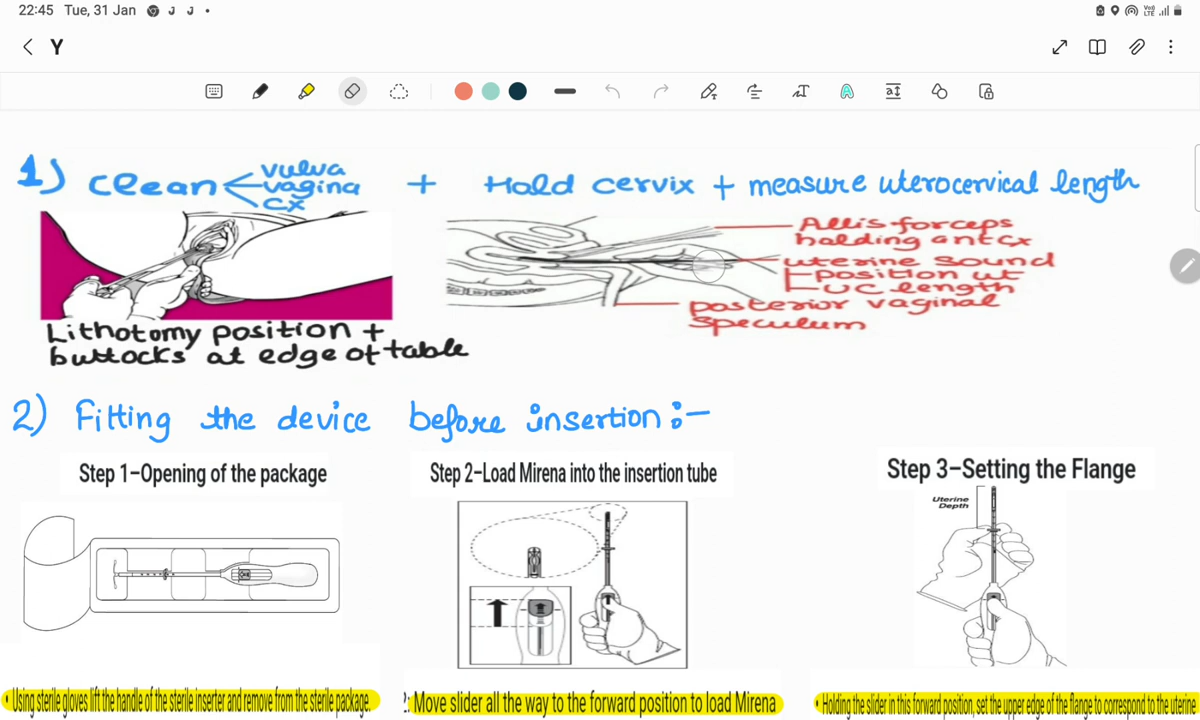 22:45 Tue, 31 Jan
Y
1) Clean vulva vagina cx + Hold cervix + measure uterocervical length
Allis forceps
holding ant cx
uterine sound
position ut
UC length
posterior vaginal
speculum
Lithotomy position +
buttocks at edge of table
2) Fitting the device before insertion :-
Step 1-Opening of the package
Step 2-Load Mirena into the insertion tube
Step 3-Setting the Flange
Uterine
Depth
• Using sterile gloves lift the handle of the sterile inserter and remove from the sterile package.
Move slider all the way to the forward position to load Mirena
• Holding the slider in this forward position, set the upper edge of the flange to correspond to the uterine